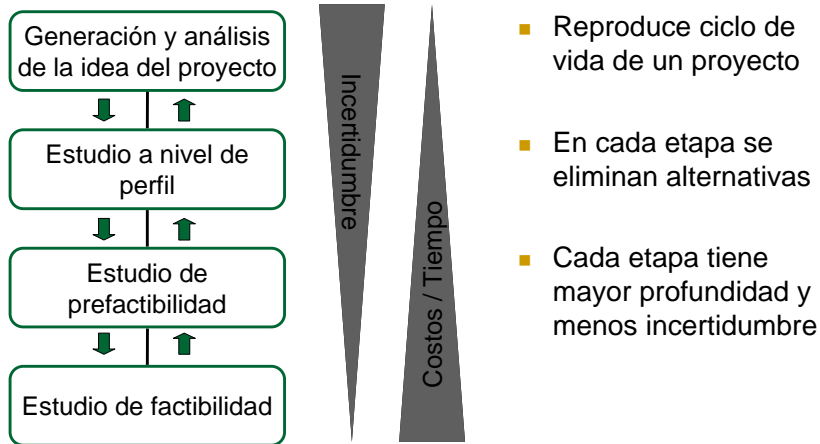 Generación y análisis
de la idea del proyecto
Estudio a nivel de
perfil
Estudio de
prefactibilidad
Estudio de factibilidad
Incertidumbre
Costos / Tiempo
Reproduce ciclo de
vida de un proyecto
En cada etapa se
eliminan alternativas
Cada etapa tiene
mayor profundidad y
menos incertidumbre